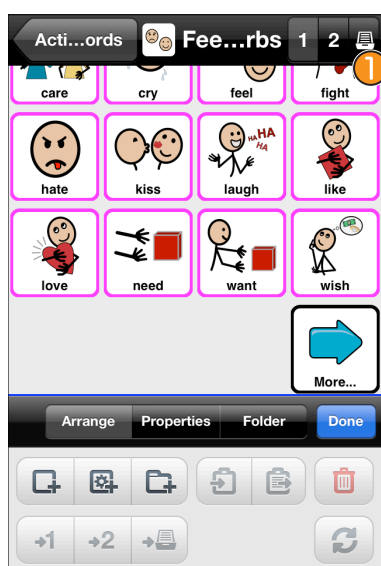 Acti...ords Fee...rbs 1 2
1
care cry feel fight
HA HA HA
hate kiss laugh like
love need want wish
More...
Arrange Properties Folder Done
1 2